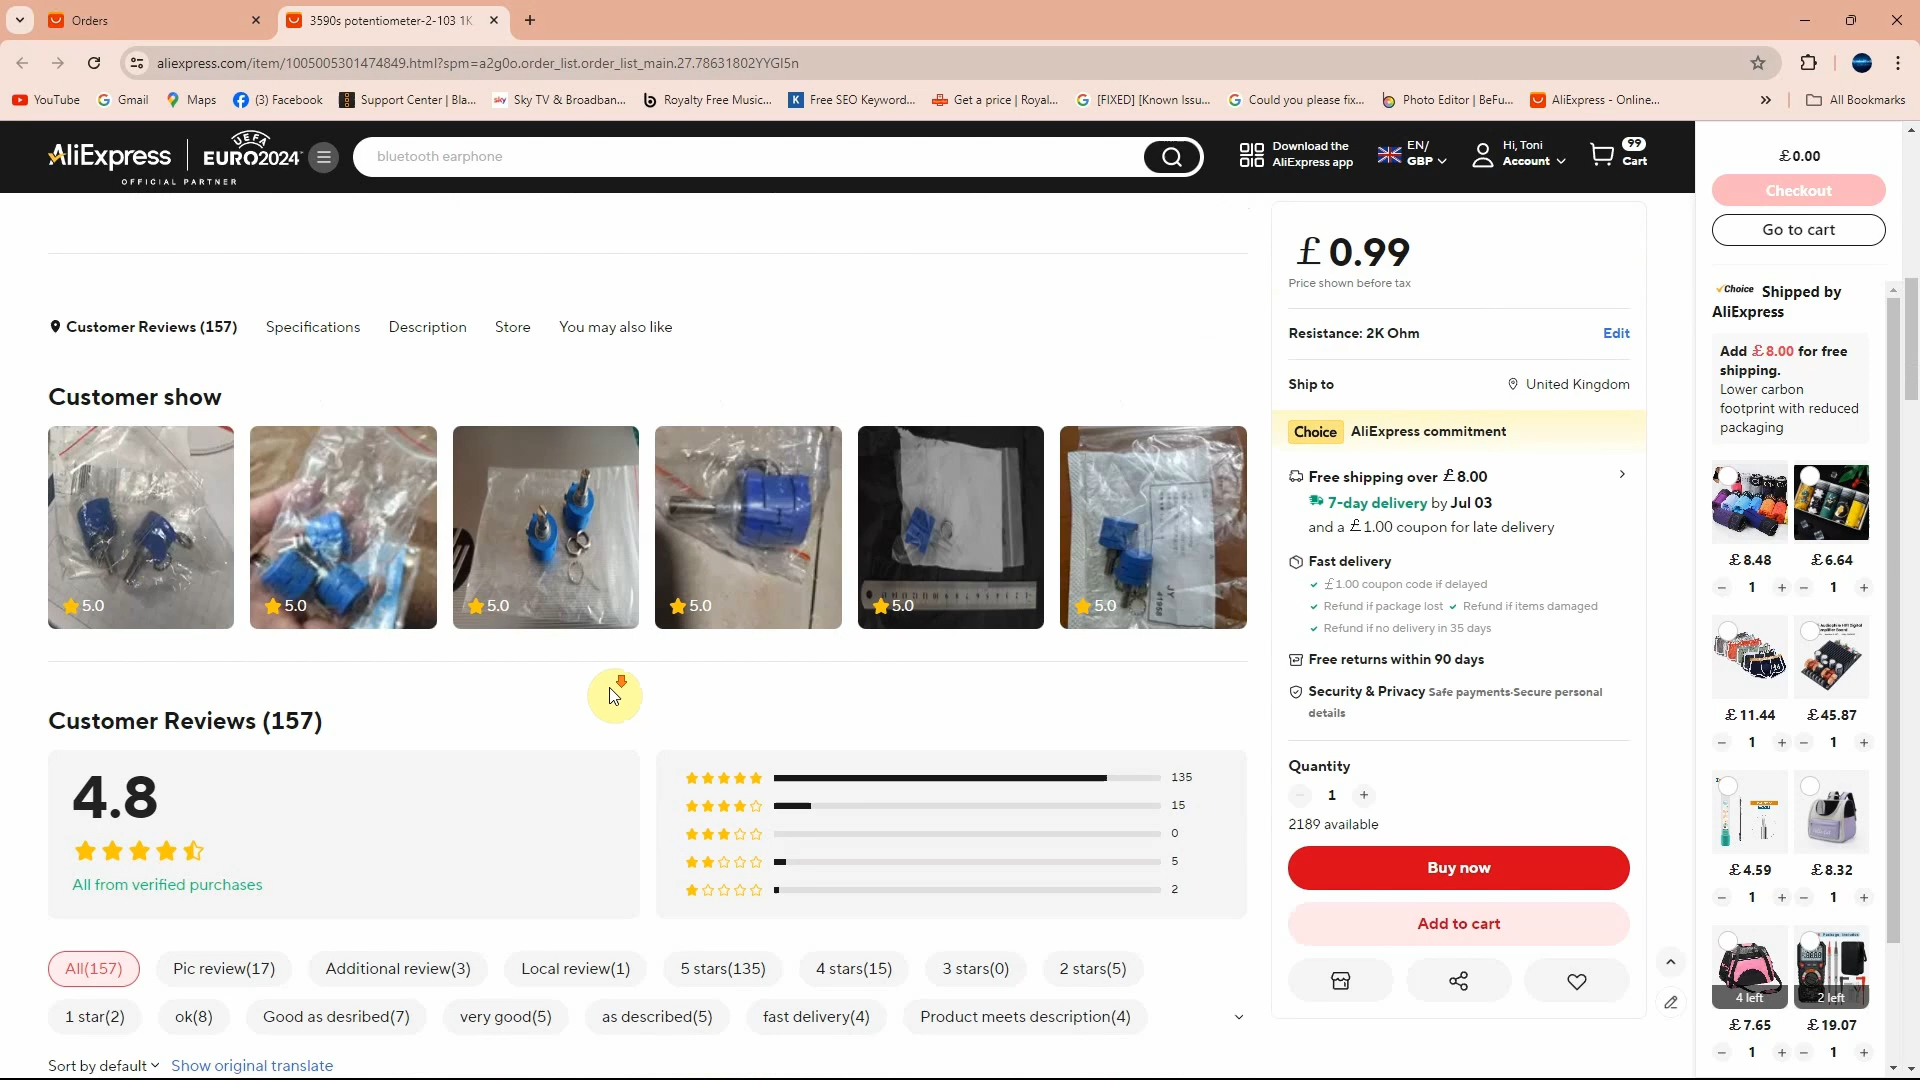 Orders
3590s potentiometer-2-103 1K
aliexpress.com/item/1005005301474849.html?spm=a2g0o.order_list.order_list_main.27.78631802YYGI5n
YouTube
Gmail
Maps
(3) Facebook
Support Center | Bla...
sky
Sky TV & Broadban...
Royalty Free Music...
K
Free SEO Keyword...
Get a price | Royal...
[FIXED] [Known Issu...
Could you please fix...
Photo Editor | BeFu...
AliExpress - Online...
All Bookmarks
AliExpress
UEFA
EURO2024
OFFICIAL PARTNER
bluetooth earphone
Download the
AliExpress app
EN/
GBP
Hi, Toni
Account
99
Cart
Customer Reviews (157)
Specifications
Description
Store
You may also like
Customer show
5.0
5.0
5.0
5.0
5.0
5.0
Customer Reviews (157)
4.8
All from verified purchases
135
15
0
5
2
All(157)
Pic review(17)
Additional review(3)
Local review(1)
5 stars(135)
4 stars(15)
3 stars(0)
2 stars(5)
1 star(2)
ok(8)
Good as desribed(7)
very good(5)
as described(5)
fast delivery(4)
Product meets description(4)
Sort by default
Show original translate
£0.99
Price shown before tax
Resistance: 2K Ohm
Edit
Ship to
United Kingdom
Choice
AliExpress commitment
Free shipping over £8.00
7-day delivery by Jul 03
and a £1.00 coupon for late delivery
Fast delivery
£1.00 coupon code if delayed
Refund if package lost
Refund if items damaged
Refund if no delivery in 35 days
Free returns within 90 days
Security & Privacy Safe payments·Secure personal
details
Quantity
1
2189 available
Buy now
Add to cart
£0.00
Checkout
Go to cart
Choice Shipped by
AliExpress
Add £8.00 for free
shipping.
Lower carbon
footprint with reduced
packaging
£8.48
£6.64
1
1
£11.44
£45.87
1
1
£4.59
£8.32
1
1
4 left
2 left
£7.65
£19.07
1
1